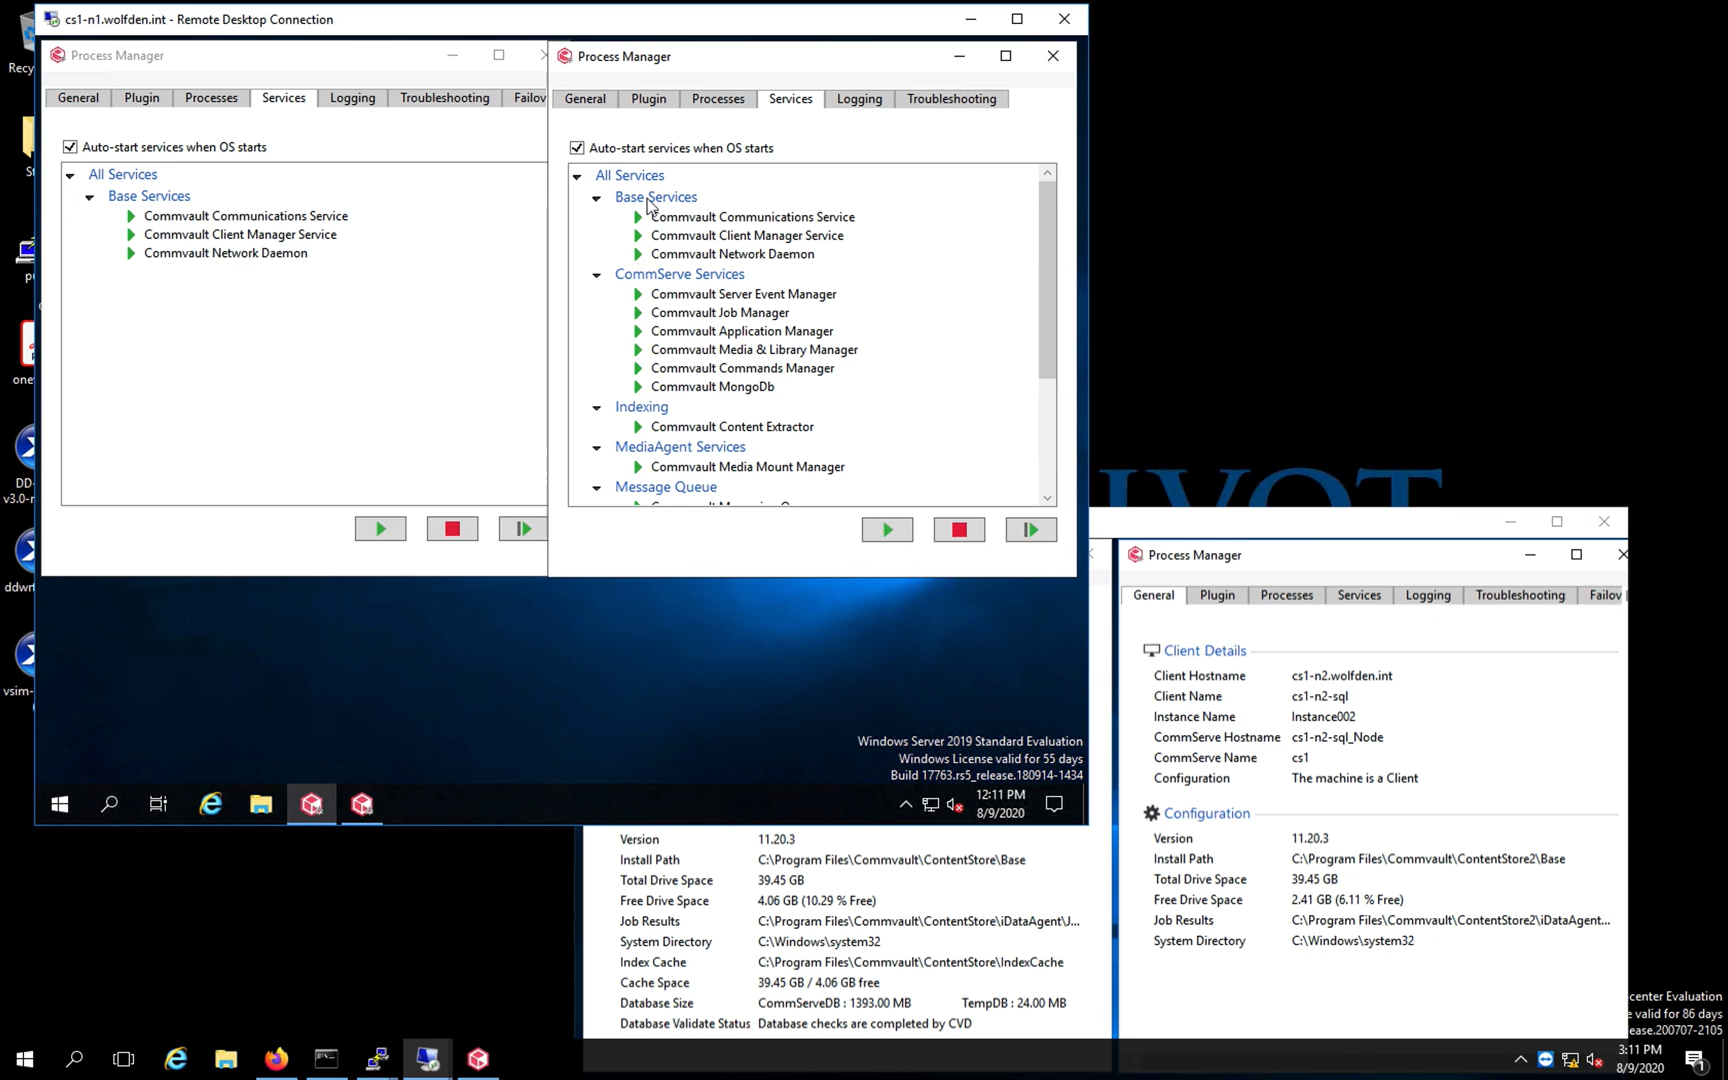 cs1-n1.wolfden.int - Remote Desktop Connection
Recy
Process Manager
General Plugin Processes Services Logging Troubleshooting Failov
Auto-start services when OS starts
All Services
Base Services
Commvault Communications Service
Commvault Client Manager Service
Commvault Network Daemon
Process Manager
General Plugin Processes Services Logging Troubleshooting
Auto-start services when OS starts
All Services
Base Services
Commvault Communications Service
Commvault Client Manager Service
Commvault Network Daemon
CommServe Services
Commvault Server Event Manager
Commvault Job Manager
Commvault Application Manager
Commvault Media & Library Manager
Commvault Commands Manager
Commvault MongoDb
Indexing
Commvault Content Extractor
MediaAgent Services
Commvault Media Mount Manager
Message Queue
St
p
onev
DD-
v3.0-r
ddwrt
vsim-
Windows Server 2019 Standard Evaluation
Windows License valid for 55 days
Build 17763.rs5_release.180914-1434
12:11 PM
8/9/2020
Process Manager
General Plugin Processes Services Logging Troubleshooting Failov
Client Details
Client Hostname cs1-n2.wolfden.int
Client Name cs1-n2-sql
Instance Name Instance002
CommServe Hostname cs1-n2-sql_Node
CommServe Name cs1
Configuration The machine is a Client
Configuration
Version 11.20.3
Install Path C:\Program Files\Commvault\ContentStore2\Base
Total Drive Space 39.45 GB
Free Drive Space 2.41 GB (6.11 % Free)
Job Results C:\Program Files\Commvault\ContentStore2\iDataAgent...
System Directory C:\Windows\system32
Version 11.20.3
Install Path C:\Program Files\Commvault\ContentStore\Base
Total Drive Space 39.45 GB
Free Drive Space 4.06 GB (10.29 % Free)
Job Results C:\Program Files\Commvault\ContentStore\iDataAgent\J...
System Directory C:\Windows\system32
Index Cache C:\Program Files\Commvault\ContentStore\IndexCache
Cache Space 39.45 GB / 4.06 GB free
Database Size CommServeDB : 1393.00 MB TempDB : 24.00 MB
Database Validate Status Database checks are completed by CVD
center Evaluation
e valid for 86 days
ease.200707-2105
3:11 PM
8/9/2020
1